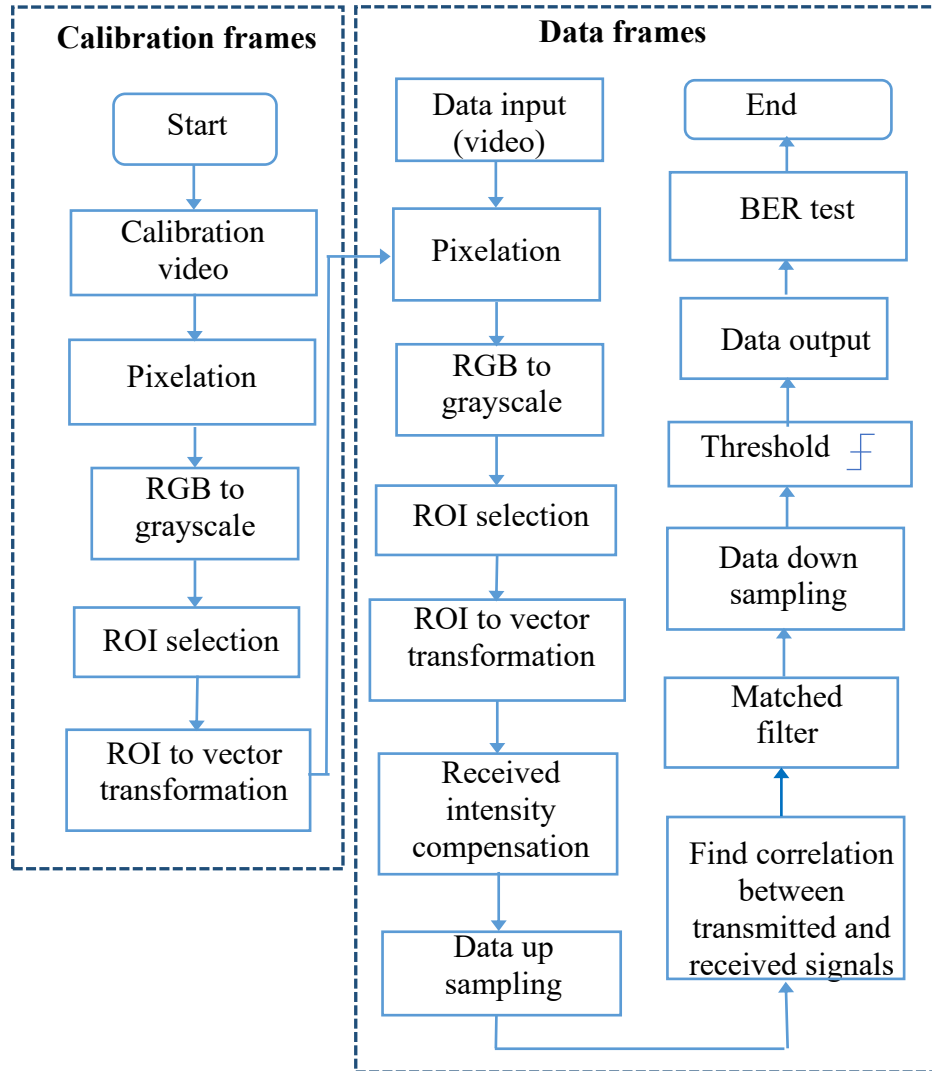 Calibration frames
Start
Calibration
video
Pixelation
RGB to
grayscale
ROI selection
ROI to vector
transformation
Data frames
Data input
(video)
Pixelation
RGB to
grayscale
ROI selection
ROI to vector
transformation
Received
intensity
compensation
Data up
sampling
Find correlation
between
transmitted and
received signals
Matched
filter
Data down
sampling
Threshold
Data output
BER test
End